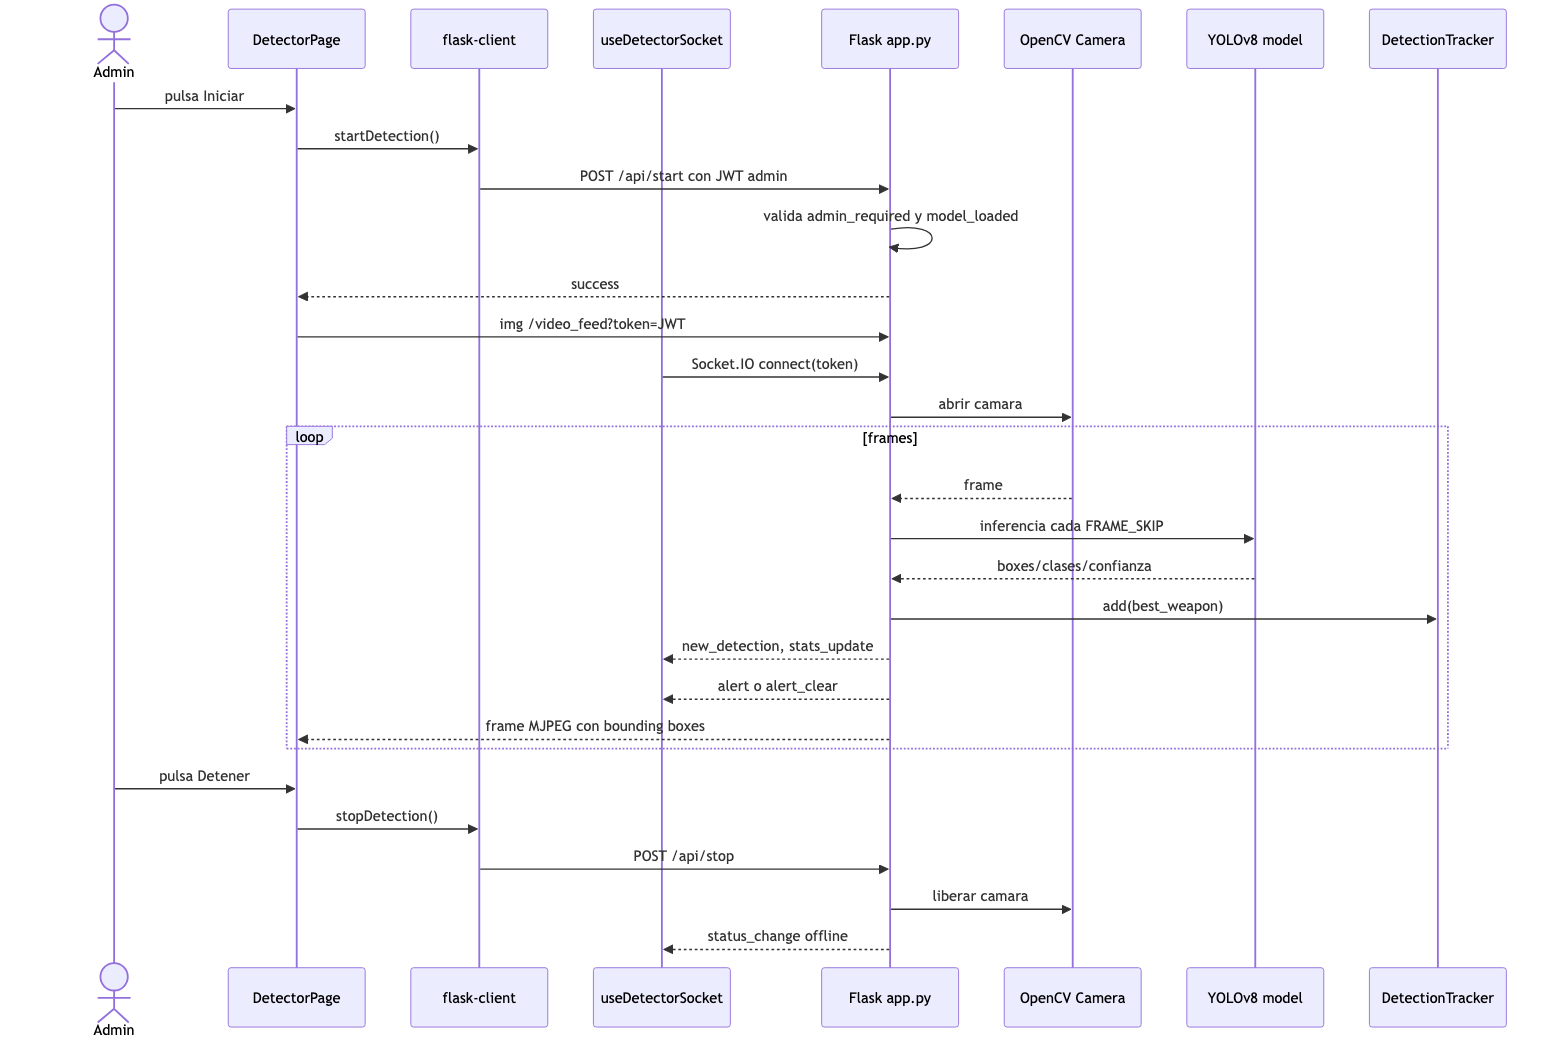 Admin
DetectorPage
flask-client
useDetectorSocket
Flask app.py
OpenCV Camera
YOLOv8 model
DetectionTracker
pulsa Iniciar
startDetection()
POST /api/start con JWT admin
valida admin_required y model_loaded
success
img /video_feed?token=JWT
Socket.IO connect(token)
abrir camara
loop
[frames]
frame
inferencia cada FRAME_SKIP
boxes/clases/confianza
add(best_weapon)
new_detection, stats_update
alert o alert_clear
frame MJPEG con bounding boxes
pulsa Detener
stopDetection()
POST /api/stop
liberar camara
status_change offline
Admin
DetectorPage
flask-client
useDetectorSocket
Flask app.py
OpenCV Camera
YOLOv8 model
DetectionTracker